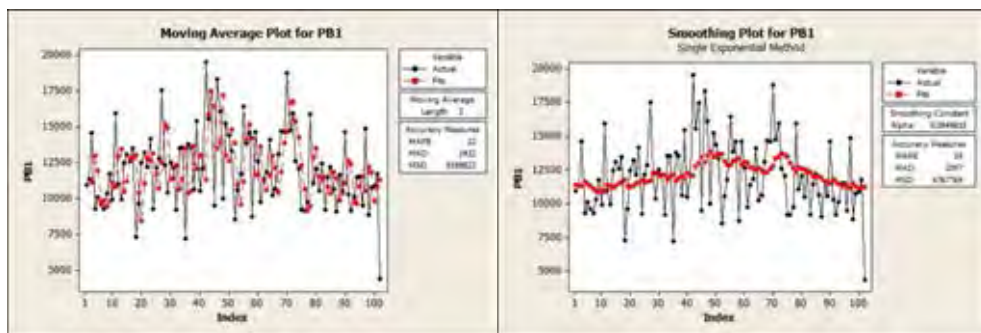 Moving Average Plot for PB1
20000
17500
15000
12500
10000
7500
5000
PB1
1
10
20
30
40
50
60
70
80
90
100
Index
Variable
Actual
Fits
Moving Average
Length
Accuracy Measures
MAPE
MAD
MSD
Smoothing Plot for PB1
Single Exponential Method
20000
17500
15000
12500
10000
7500
5000
PB1
1
10
20
30
40
50
60
70
80
90
100
Index
Variable
Actual
Fits
Smoothing Constant
Alpha
Accuracy Measures
MAPE
MAD
MSD